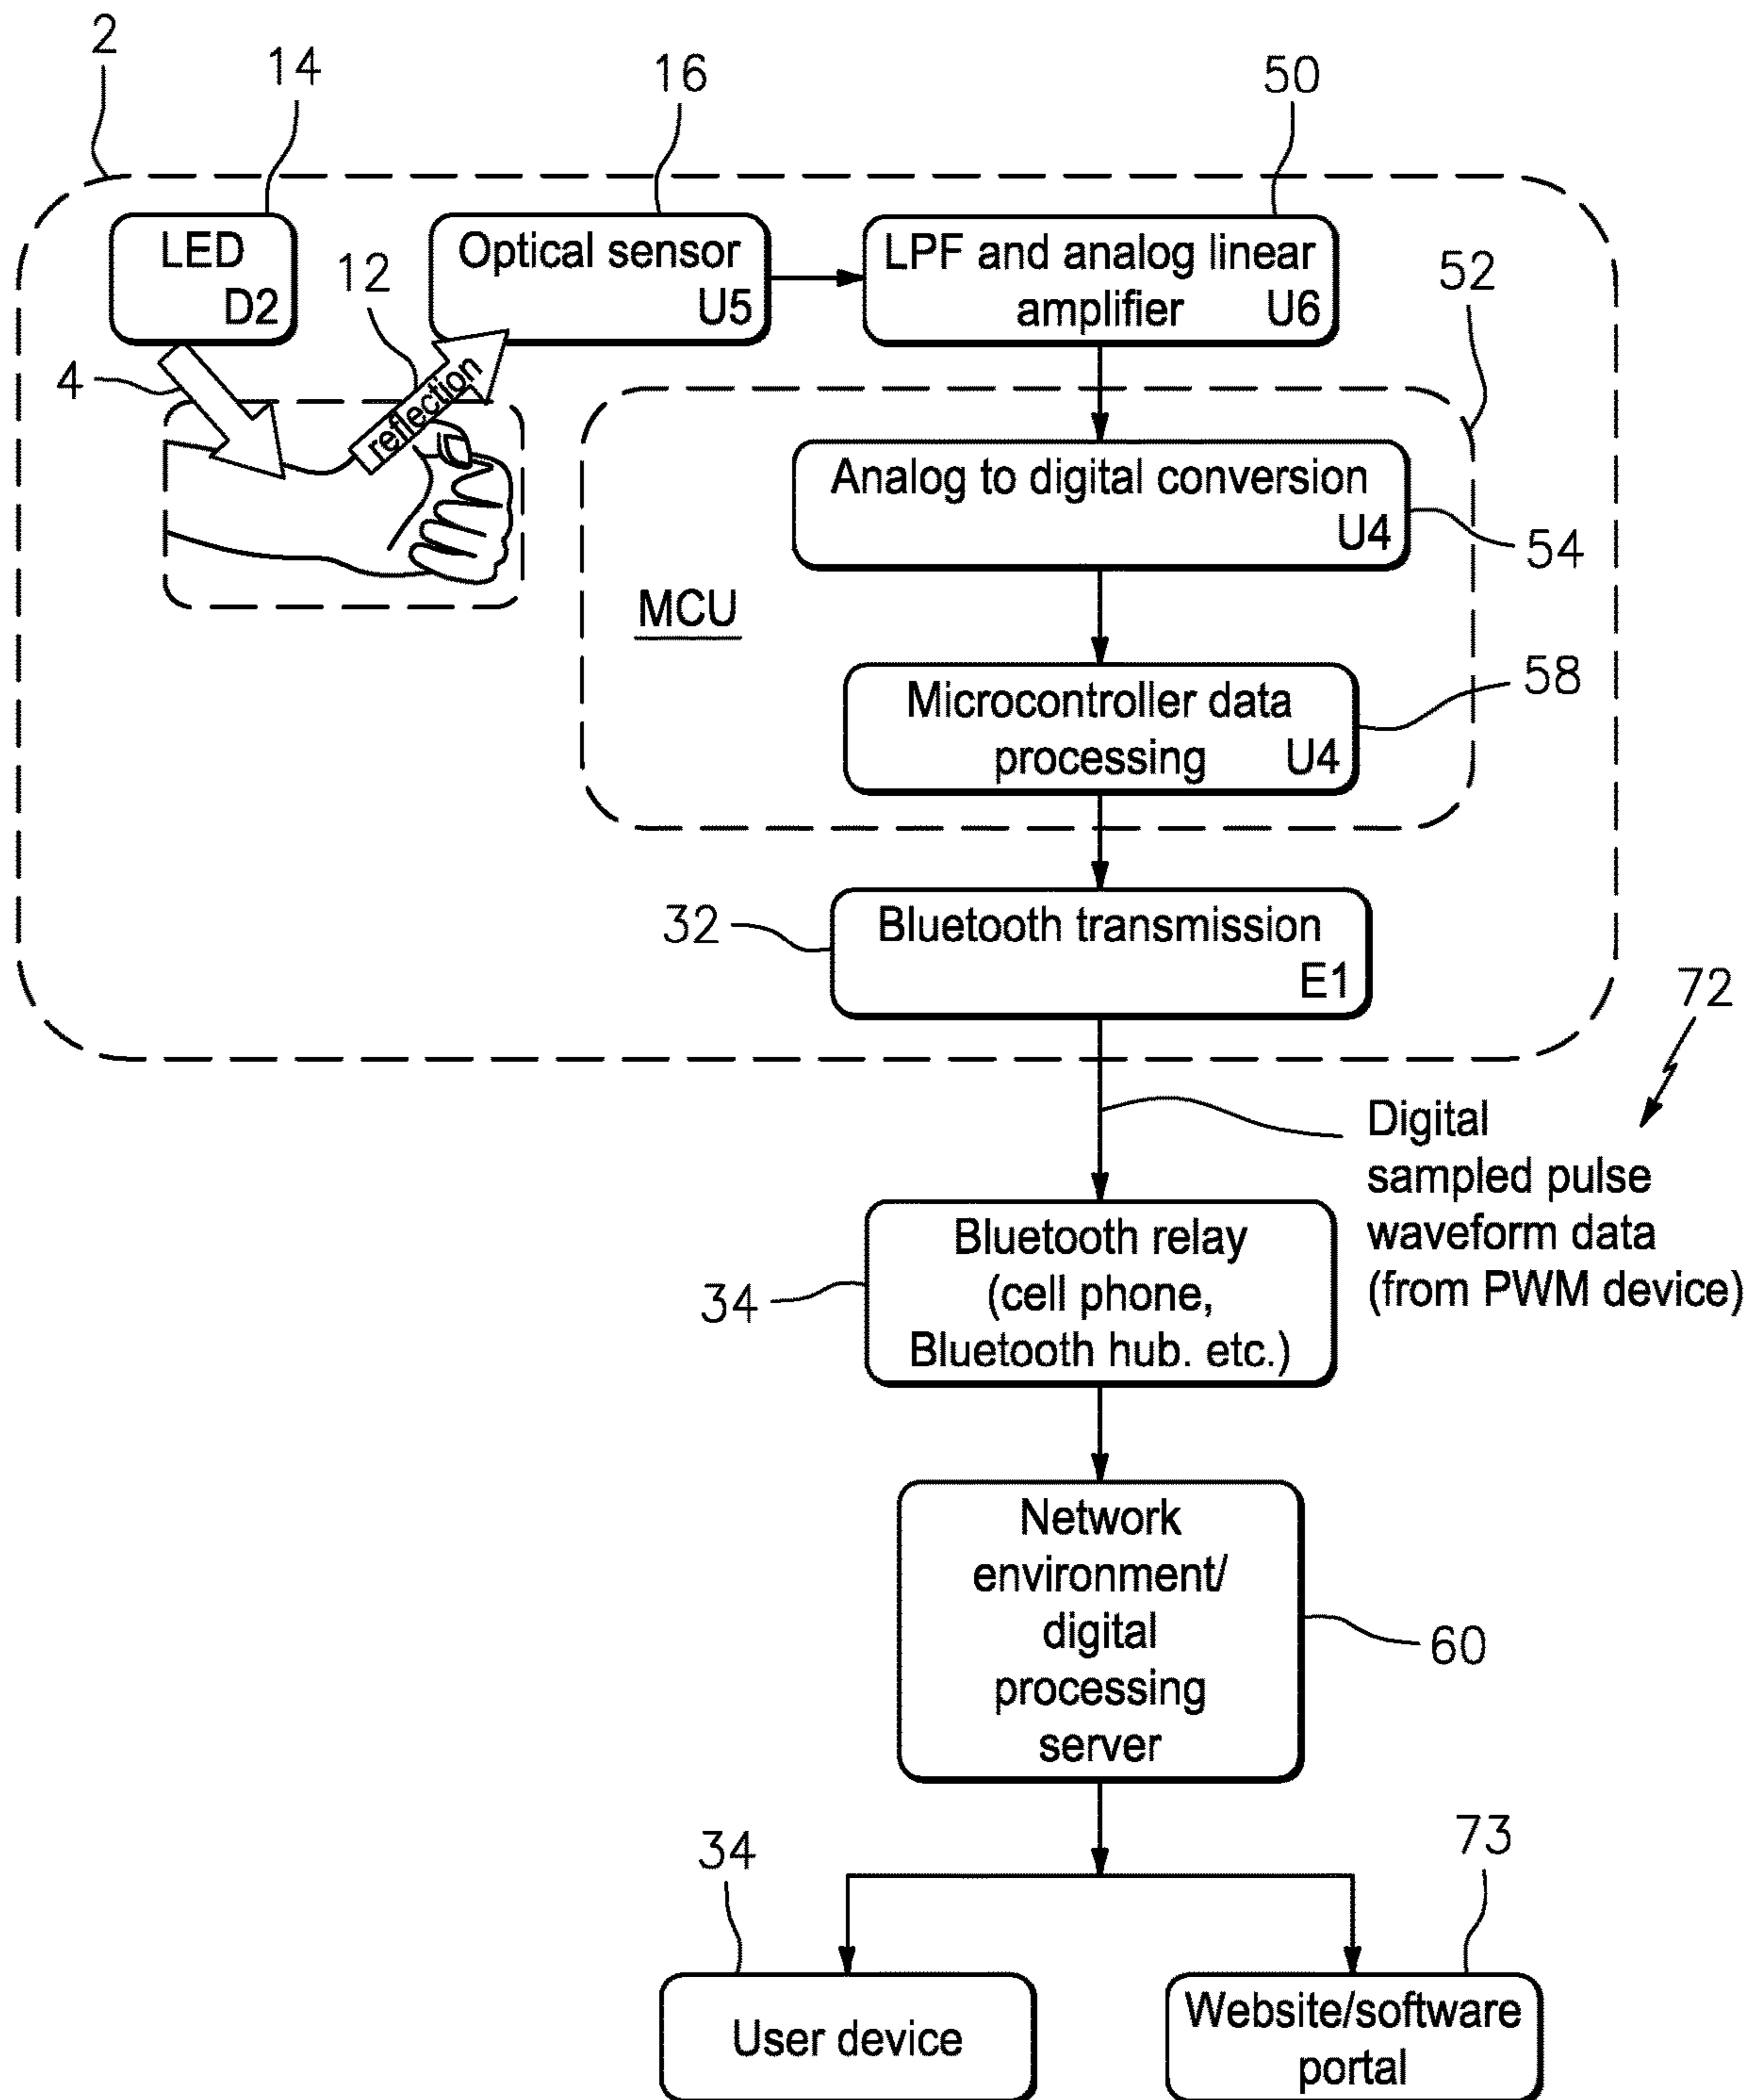 2
14
16
50
LED
D2
12
Optical sensor
U5
LPF and analog linear
amplifier U6
52
4
reflection
Analog to digital conversion
U4
54
MCU
58
Microcontroller data
processing U4
32
Bluetooth transmission
E1
72
Digital
sampled pulse
waveform data
(from PWM device)
34
Bluetooth relay
(cell phone,
Bluetooth hub. etc.)
Network
environment/
digital
processing
server
60
34
73
User device
Website/software
portal